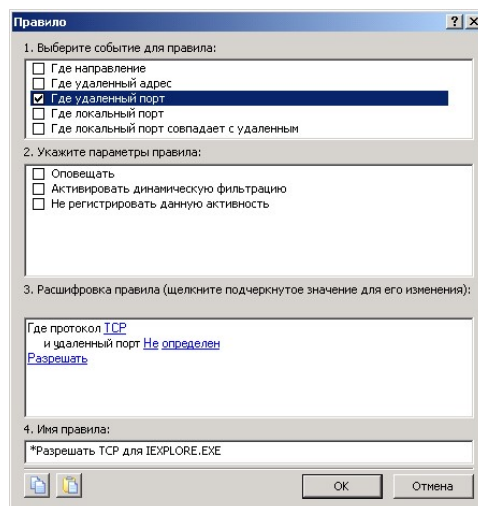 Правило
1. Выберите событие для правила:
Где направление
Где удаленный адрес
Где удаленный порт
Где локальный порт
Где локальный порт совпадает с удаленным
2. Укажите параметры правила:
Оповещать
Активировать динамическую фильтрацию
Не регистрировать данную активность
3. Расшифровка правила (щелкните подчеркнутое значение для его изменения):
Где протокол TCP
и удаленный порт Не определен
Разрешать
4. Имя правила:
*Разрешать TCP для IEXPLORE.EXE
OK
Отмена